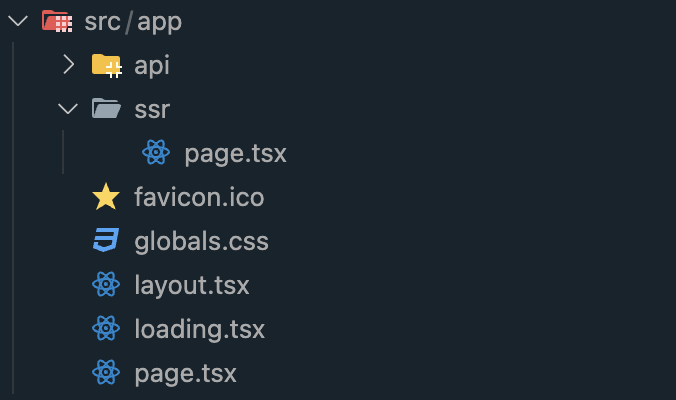 src/app
api
ssr
page.tsx
favicon.ico
globals.css
layout.tsx
loading.tsx
page.tsx